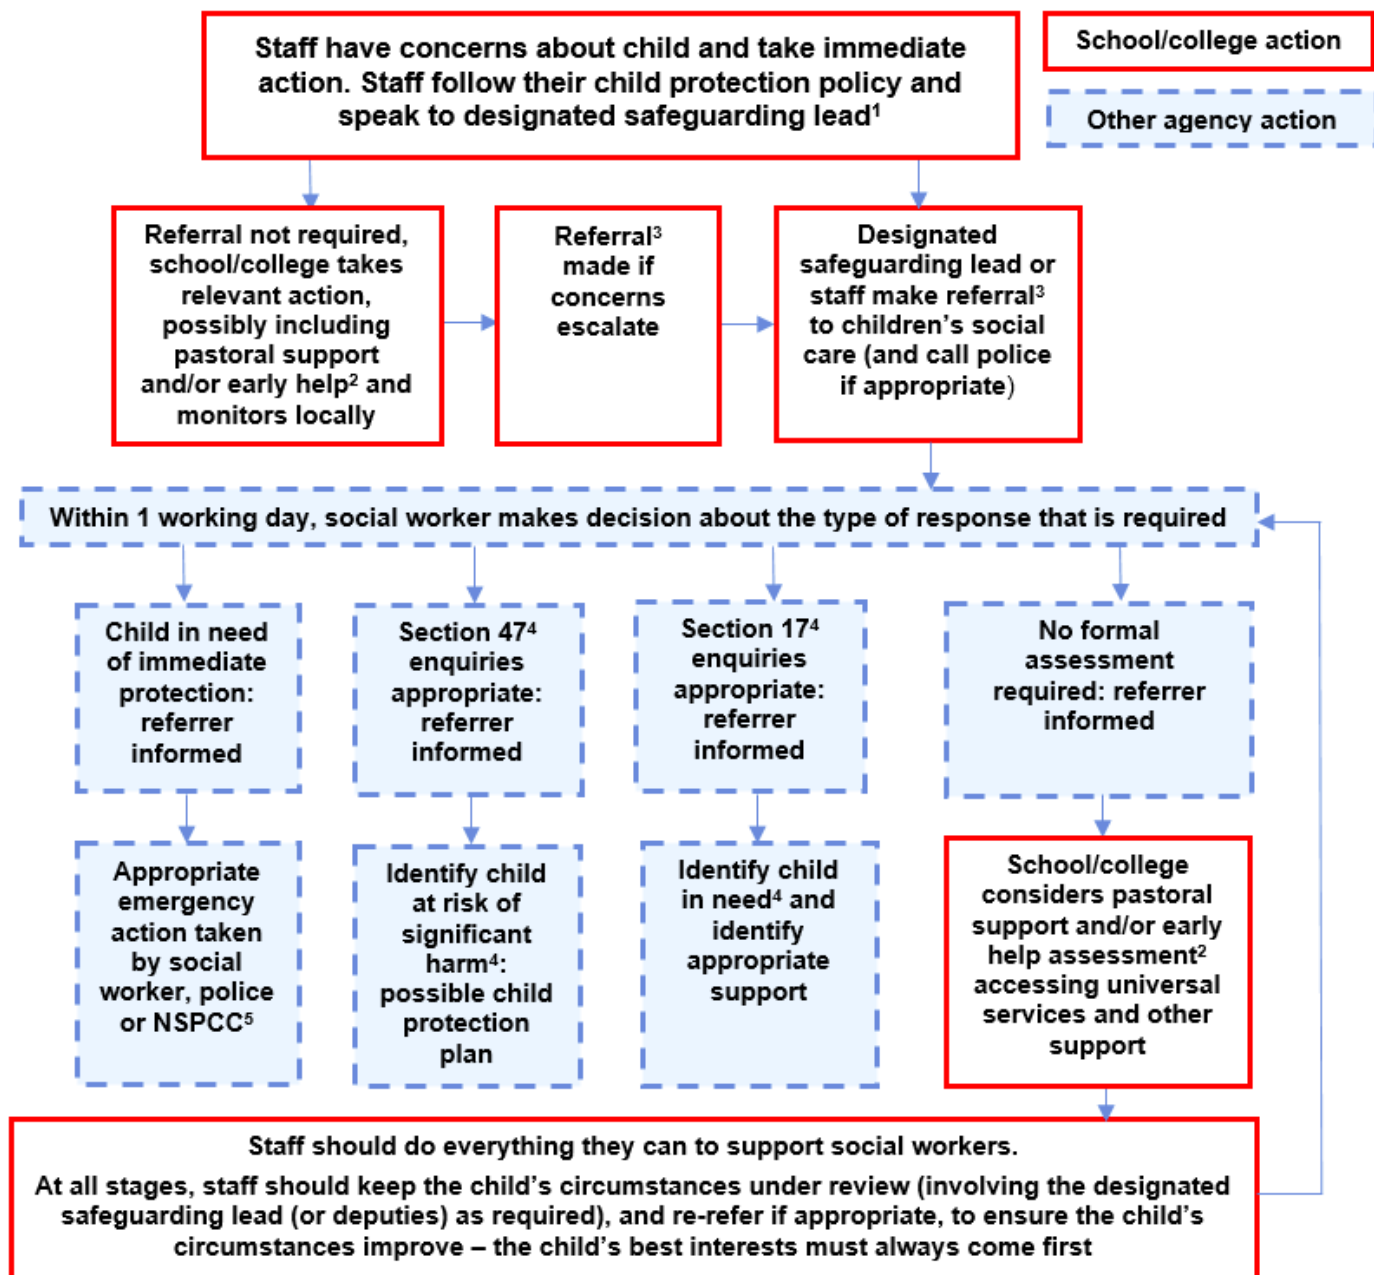 Staff have concerns about child and take immediate
action. Staff follow their child protection policy and
speak to designated safeguarding lead¹
School/college action
Other agency action
Referral not required,
school/college takes
relevant action,
possibly including
pastoral support
and/or early help² and
monitors locally
Referral³
made if
concerns
escalate
Designated
safeguarding lead or
staff make referral³
to children’s social
care (and call police
if appropriate)
Within 1 working day, social worker makes decision about the type of response that is required
Child in need
of immediate
protection:
referrer
informed
Section 47⁴
enquiries
appropriate:
referrer
informed
Section 17⁴
enquiries
appropriate:
referrer
informed
No formal
assessment
required: referrer
informed
Appropriate
emergency
action taken
by social
worker, police
or NSPCC⁵
Identify child
at risk of
significant
harm⁴:
possible child
protection
plan
Identify child
in need⁴ and
identify
appropriate
support
School/college
considers pastoral
support and/or early
help assessment²
accessing universal
services and other
support
Staff should do everything they can to support social workers.
At all stages, staff should keep the child’s circumstances under review (involving the designated
safeguarding lead (or deputies) as required), and re-refer if appropriate, to ensure the child’s
circumstances improve – the child’s best interests must always come first